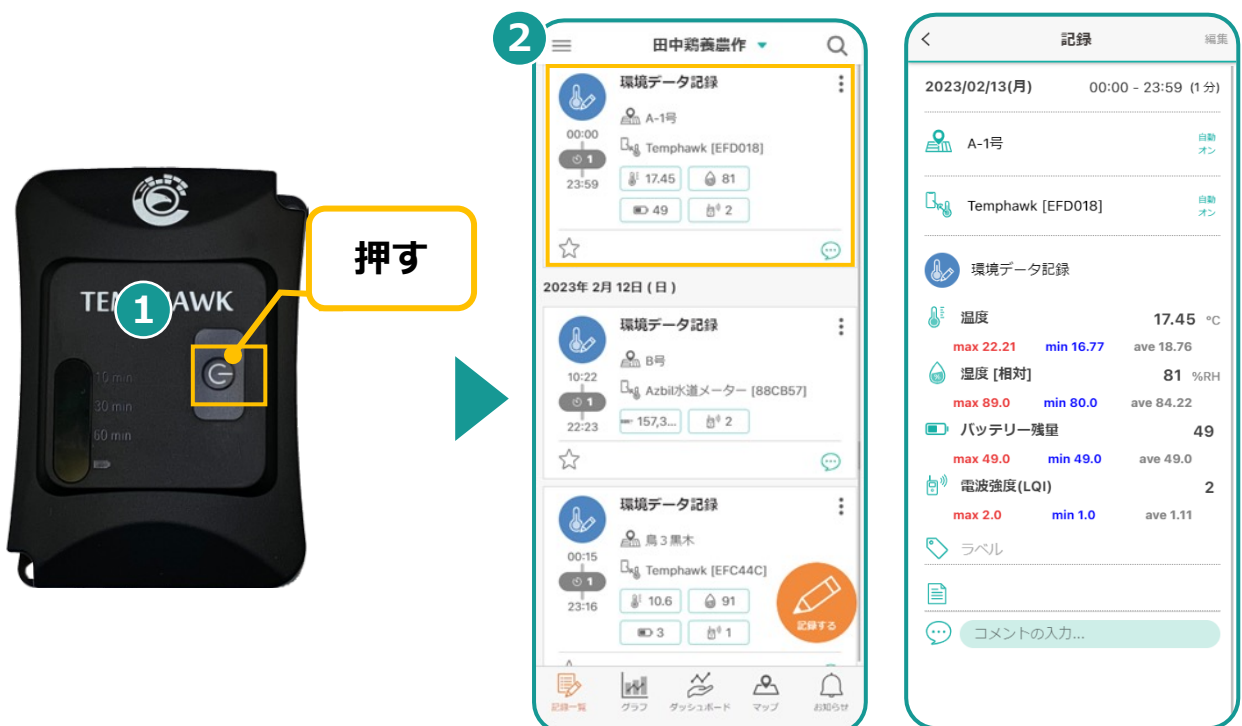 TEMPHAWK
1
10 min
30 min
60 min
押す
2
田中鶏養農作
環境データ記録
A-1号
00:00
Temphawk [EFD018]
1
23:59
17.45
81
49
2
2023年 2月 12日 ( 日 )
環境データ記録
B号
10:22
Azbil水道メーター [88CB57]
1
22:23
157,3...
2
環境データ記録
鳥3黒木
00:15
Temphawk [EFC44C]
1
23:16
10.6
91
3
1
記録する
記録一覧
グラフ
ダッシュボード
マップ
お知らせ
記録
編集
2023/02/13(月) 00:00 - 23:59 (1 分)
A-1号
自動
オン
Temphawk [EFD018]
自動
オン
環境データ記録
温度 17.45 °C
max 22.21 min 16.77 ave 18.76
湿度 [相対] 81 %RH
max 89.0 min 80.0 ave 84.22
バッテリー残量 49
max 49.0 min 49.0 ave 49.0
電波強度(LQI) 2
max 2.0 min 1.0 ave 1.11
ラベル
コメントの入力...